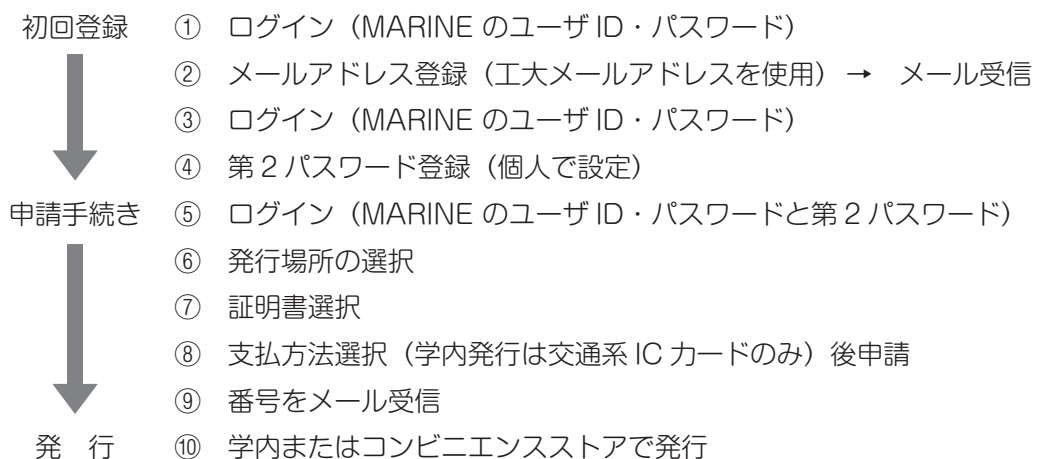 初回登録 ① ログイン（MARINE のユーザ ID・パスワード）
② メールアドレス登録（工大メールアドレスを使用）→ メール受信
③ ログイン（MARINE のユーザ ID・パスワード）
④ 第 2 パスワード登録（個人で設定）
申請手続き ⑤ ログイン（MARINE のユーザ ID・パスワードと第 2 パスワード）
⑥ 発行場所の選択
⑦ 証明書選択
⑧ 支払方法選択（学内発行は交通系 IC カードのみ）後申請
⑨ 番号をメール受信
発 行 ⑩ 学内またはコンビニエンスストアで発行